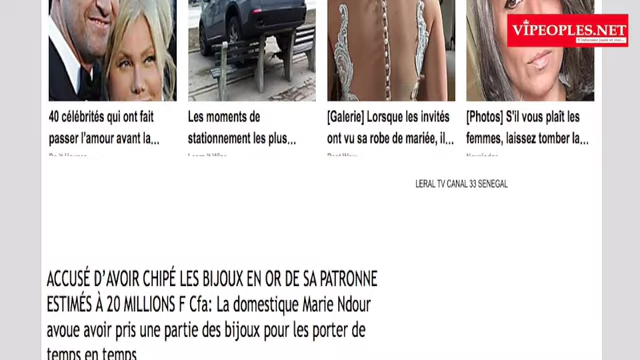 VIPEOPLES.NET
40 célébrités qui ont fait
passer l'amour avant la...
Les moments de
stationnement les plus...
[Galerie] Lorsque les invités
ont vu sa robe de mariée, il...
[Photos] S'il vous plaît les
femmes, laissez tomber la...
LERAL TV CANAL 33 SENEGAL
ACCUSÉ D'AVOIR CHIPÉ LES BIJOUX EN OR DE SA PATRONNE
ESTIMÉS À 20 MILLIONS F Cfa: La domestique Marie Ndour
avoue avoir pris une partie des bijoux pour les porter de
temps en temps